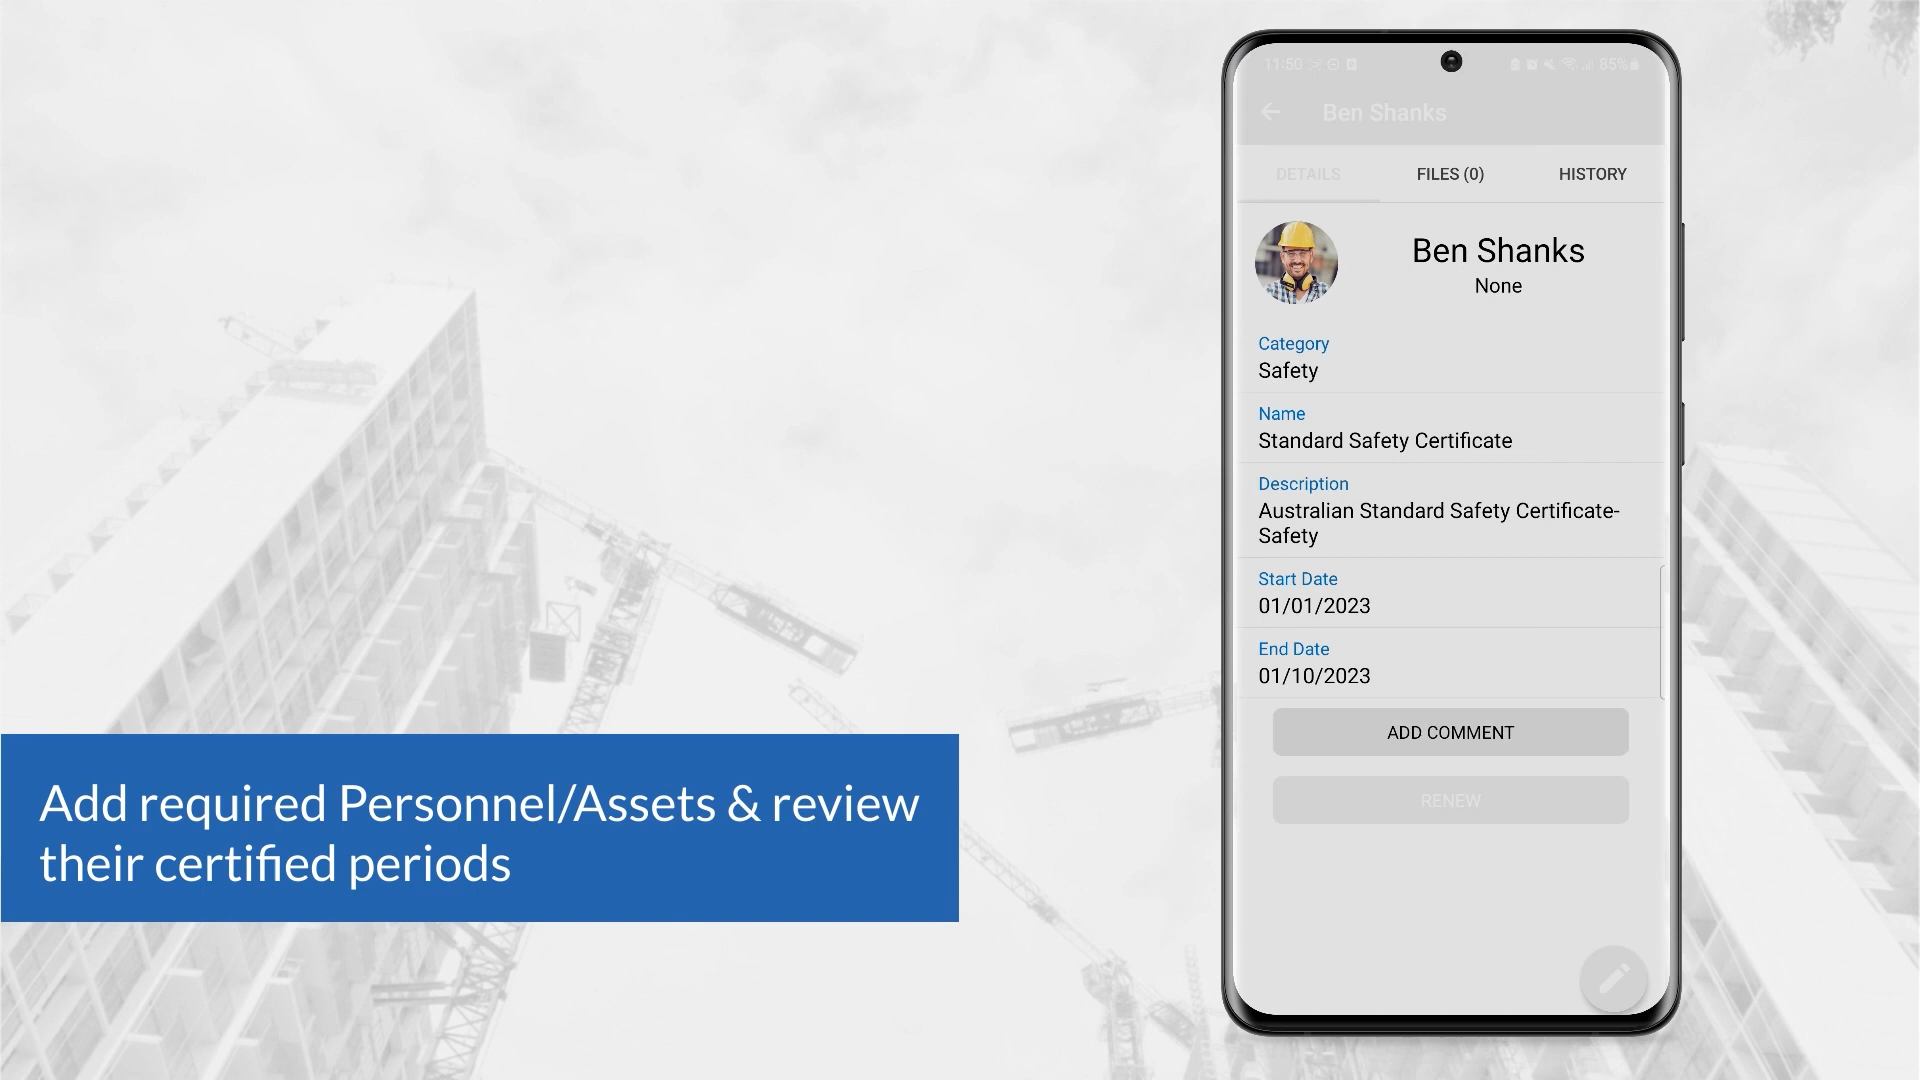 11:50
85%
Ben Shanks
DETAILS FILES (0) HISTORY
Ben Shanks
None
Category
Safety
Name
Standard Safety Certificate
Description
Australian Standard Safety Certificate-
Safety
Start Date
01/01/2023
End Date
01/10/2023
ADD COMMENT
RENEW
Add required Personnel/Assets & review
their certified periods